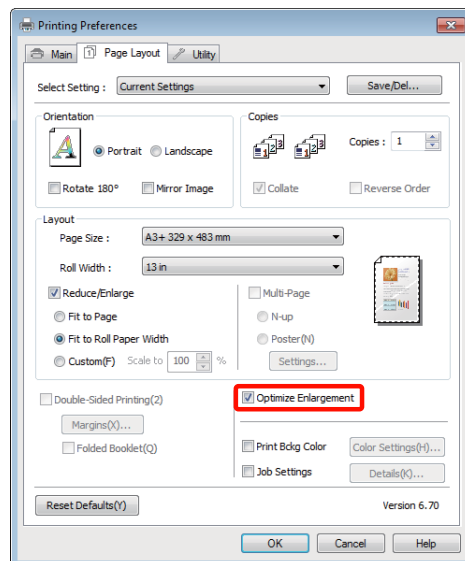 Printing Preferences
Main Page Layout Utility
Select Setting : Current Settings Save/Del...
Orientation
Portrait Landscape
Rotate 180° Mirror Image
Copies
Copies : 1
Collate Reverse Order
Layout
Page Size : A3+ 329 x 483 mm
Roll Width : 13 in
Reduce/Enlarge
Fit to Page
Fit to Roll Paper Width
Custom(F) Scale to 100 %
Multi-Page
N-up
Poster(N)
Settings...
Double-Sided Printing(2)
Margins(X)...
Folded Booklet(Q)
Optimize Enlargement
Print Bckg Color Color Settings(H)...
Job Settings Details(K)...
Reset Defaults(Y) Version 6.70
OK Cancel Help